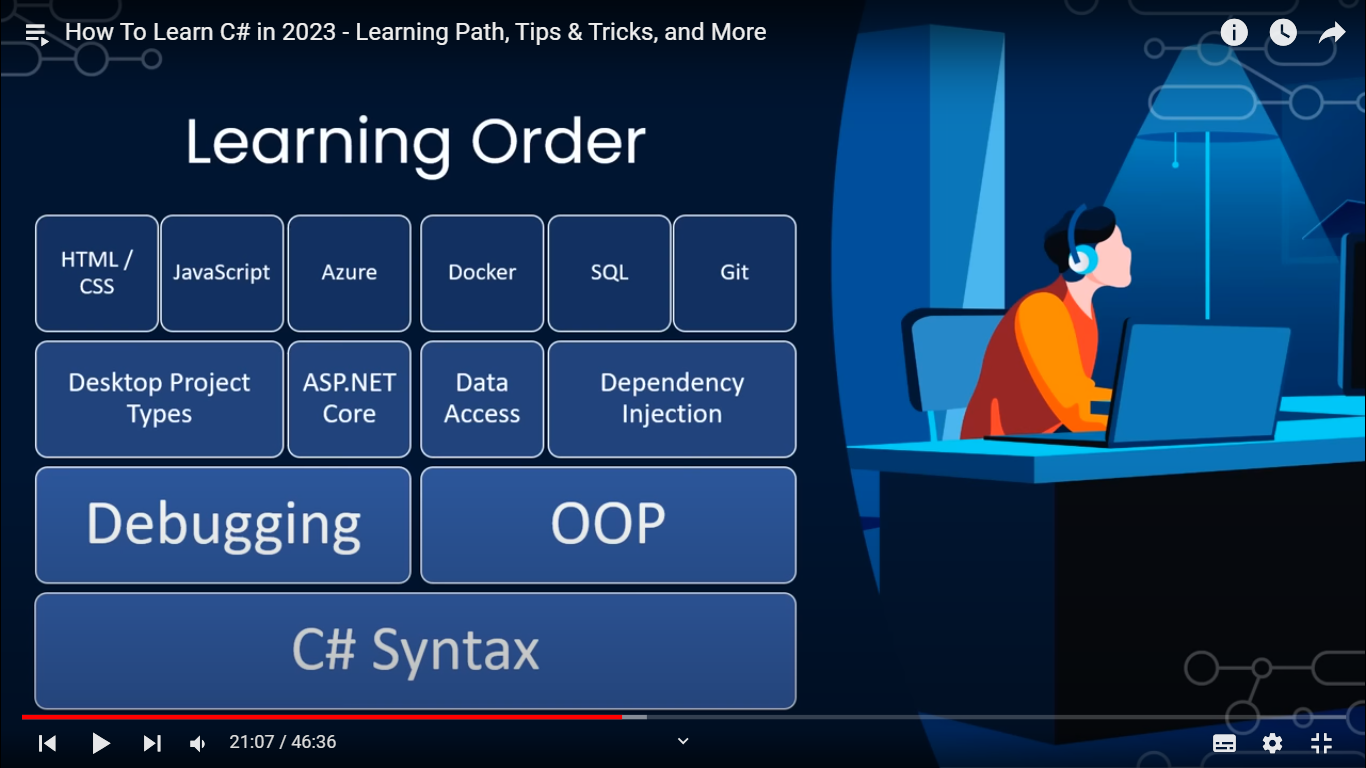 How To Learn C# in 2023 - Learning Path, Tips & Tricks, and More
Learning Order
HTML /
CSS
JavaScript
Azure
Docker
SQL
Git
Desktop Project
Types
ASP.NET
Core
Data
Access
Dependency
Injection
Debugging
OOP
C# Syntax
21:07 / 46:36